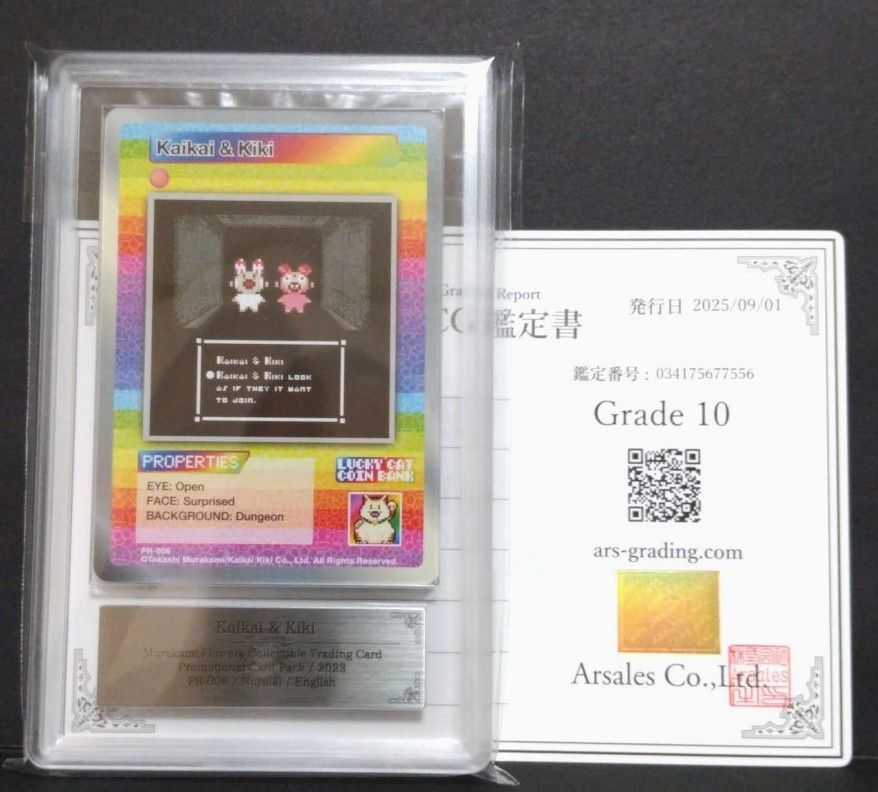 Kaikai & Kiki
Kaikai & Kiki
Kaikai & Kiki look
as if they it want
to join.
PROPERTIES
LUCKY CAT
COIN BANK
EYE: Open
FACE: Surprised
BACKGROUND: Dungeon
PR-006
©Takashi Murakami/Kaikai Kiki Co., Ltd. All Rights Reserved.
Kaikai & Kiki
Murakami.Flowers Collectible Trading Card
Promotional Card Pack / 2023
PR-006 / Normal / English
Report
鑑定書
発行日 2025/09/01
鑑定番号 : 034175677556
Grade 10
ars-grading.com
Arsales Co.,Ltd